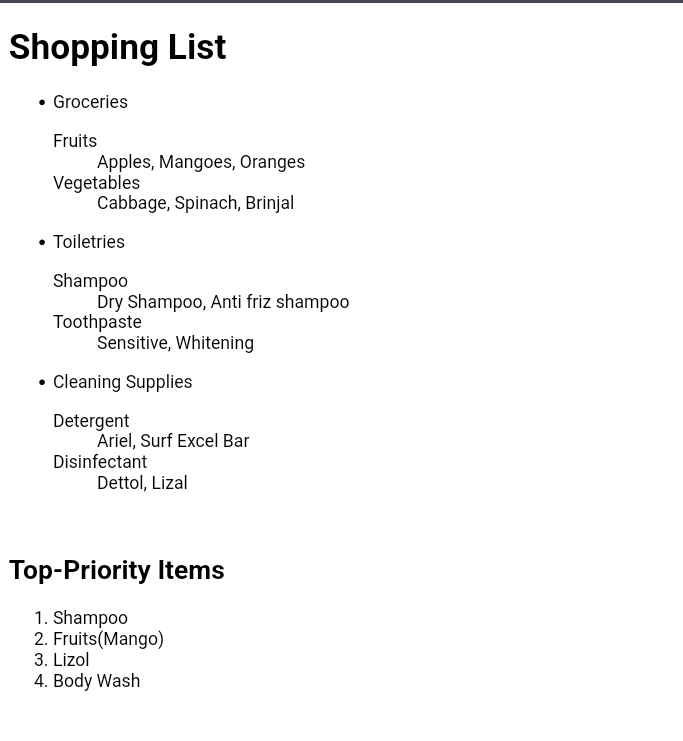 Shopping List
• Groceries
Fruits
Apples, Mangoes, Oranges
Vegetables
Cabbage, Spinach, Brinjal
• Toiletries
Shampoo
Dry Shampoo, Anti friz shampoo
Toothpaste
Sensitive, Whitening
• Cleaning Supplies
Detergent
Ariel, Surf Excel Bar
Disinfectant
Dettol, Lizal
Top-Priority Items
1. Shampoo
2. Fruits(Mango)
3. Lizol
4. Body Wash